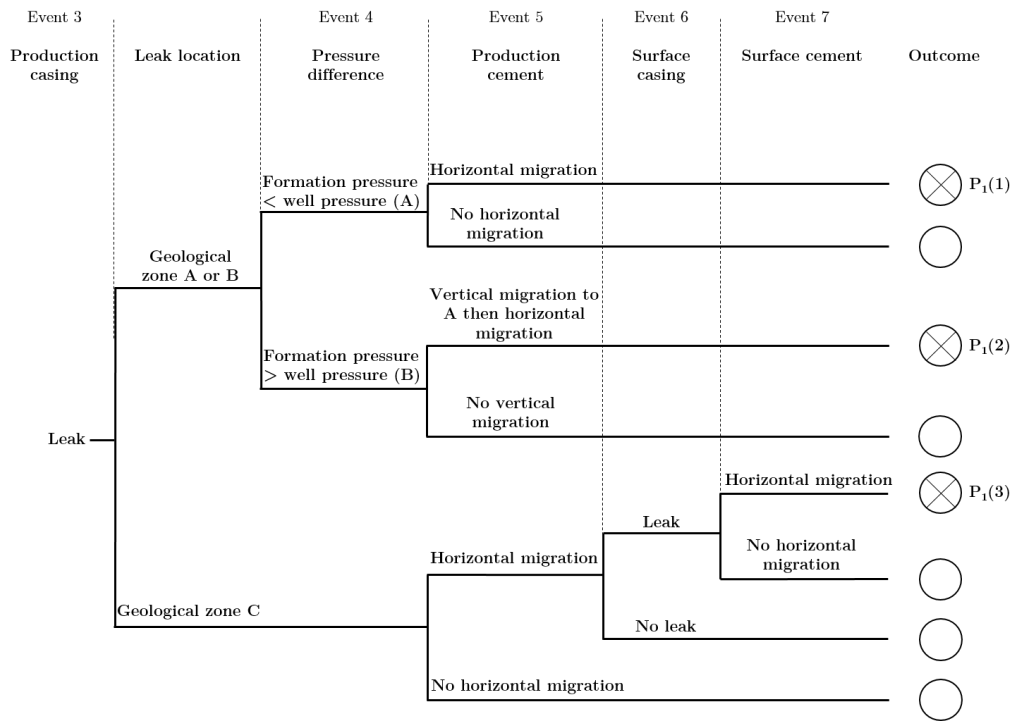 Event 3
Event 4
Event 5
Event 6
Event 7
Production
casing
Leak location
Pressure
difference
Production
cement
Surface
casing
Surface cement
Outcome
Horizontal migration
P₁(1)
Formation pressure
< well pressure (A)
No horizontal
migration
Geological
zone A or B
Vertical migration to
A then horizontal
migration
P₁(2)
Formation pressure
> well pressure (B)
No vertical
migration
Leak
Horizontal migration
P₁(3)
Leak
No horizontal
migration
Horizontal migration
Geological zone C
No leak
No horizontal migration